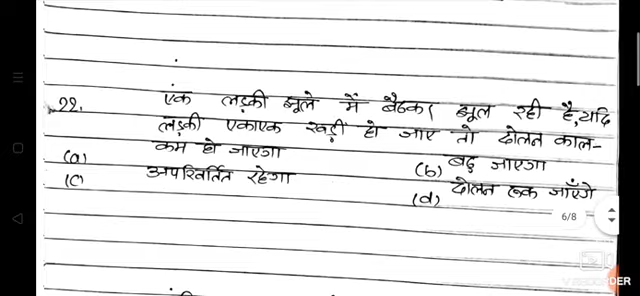 22. एक लड़की झूले में बैठकर झूल रही है, यदि
लड़की एकाएक खड़ी हो जाए तो दोलन काल-
(a) कम हो जाएगा (b) बढ़ जाएगा
(c) अपरिवर्तित रहेगा (d) दोलन रूक जाएँगे
6/8
RECORDER